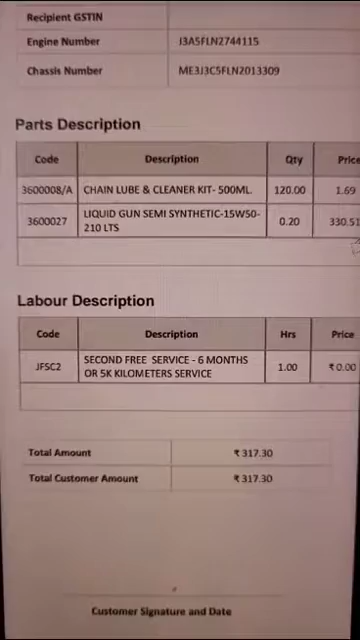 Recipient GSTIN
Engine Number J3A5FLN2744115
Chassis Number ME3J3C5FLN2013309
Parts Description
Code Description Qty Price
3600008/A CHAIN LUBE & CLEANER KIT- 500ML. 120.00 1.69
3600027 LIQUID GUN SEMI SYNTHETIC-15W50-210 LTS 0.20 330.51
Labour Description
Code Description Hrs Price
JFSC2 SECOND FREE SERVICE - 6 MONTHS OR 5K KILOMETERS SERVICE 1.00 ₹0.00
Total Amount ₹ 317.30
Total Customer Amount ₹ 317.30
Customer Signature and Date